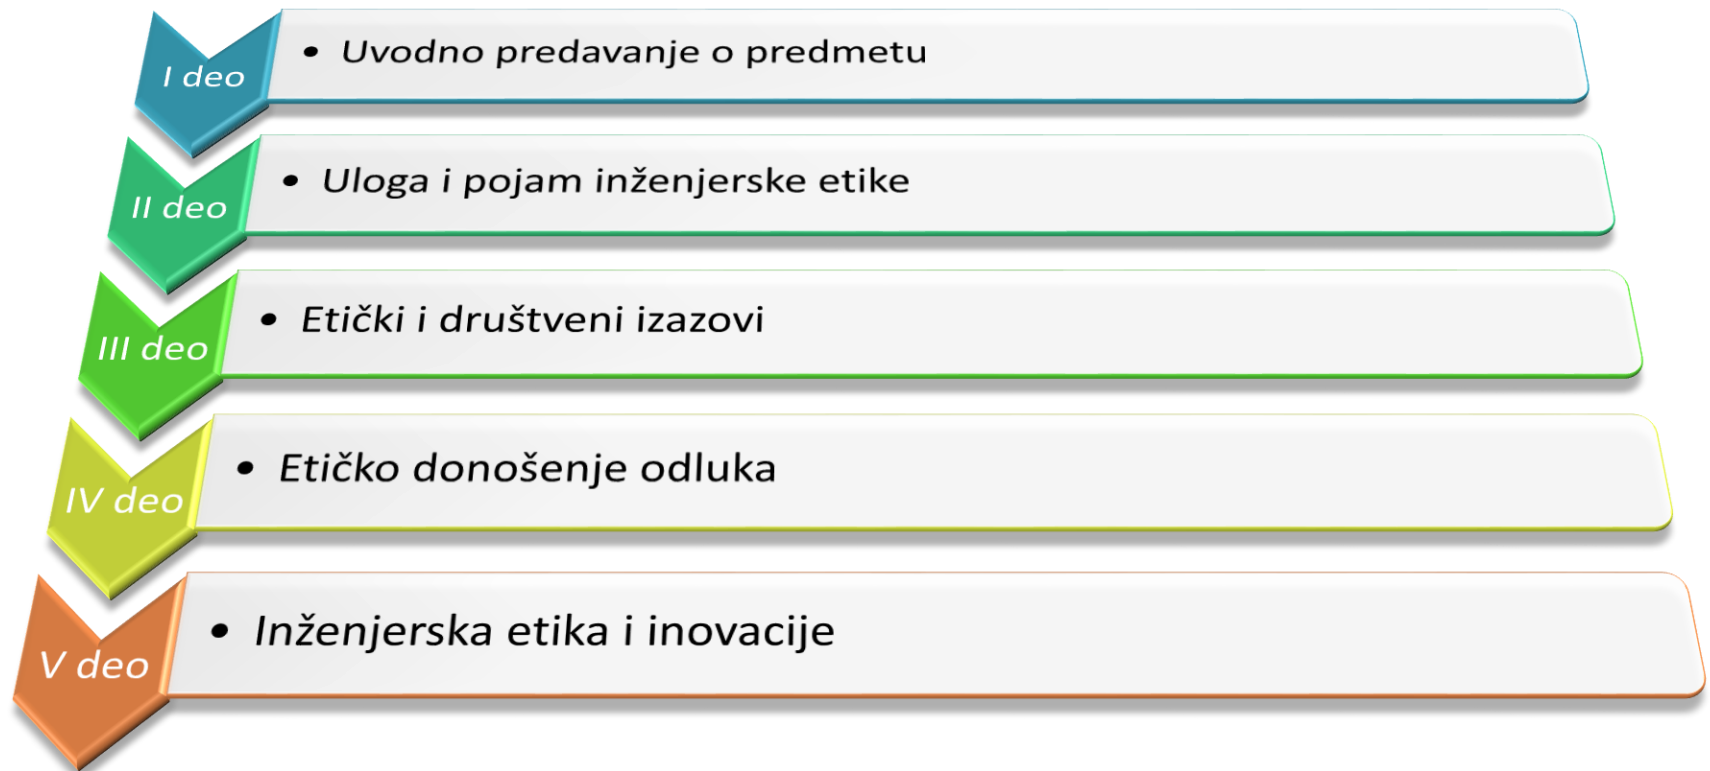 I deo
• Uvodno predavanje o predmetu
II deo
• Uloga i pojam inženjerske etike
III deo
• Etički i društveni izazovi
IV deo
• Etičko donošenje odluka
V deo
• Inženjerska etika i inovacije